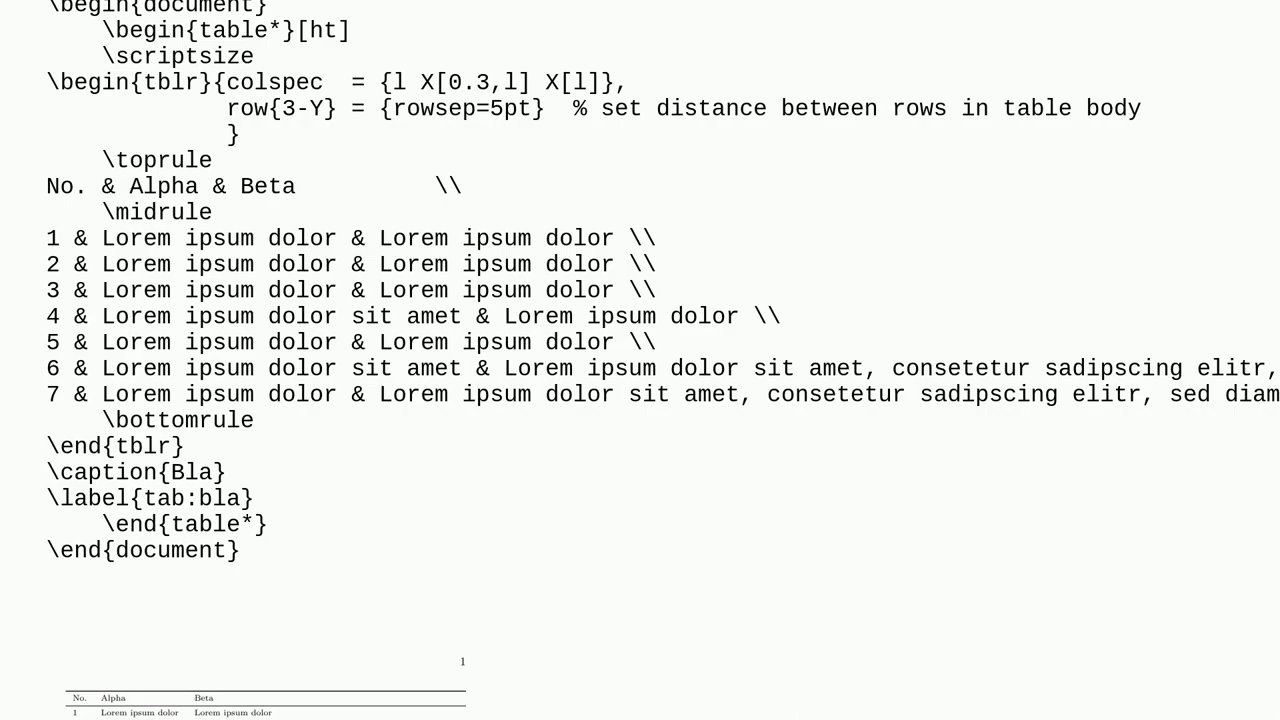 \begin{document}
    \begin{table*}[ht]
    \scriptsize
\begin{tblr}{colspec  = {l X[0.3,l] X[l]},
             row{3-Y} = {rowsep=5pt}  % set distance between rows in table body
             }
    \toprule
No. & Alpha & Beta          \\
    \midrule
1 & Lorem ipsum dolor & Lorem ipsum dolor \\
2 & Lorem ipsum dolor & Lorem ipsum dolor \\
3 & Lorem ipsum dolor & Lorem ipsum dolor \\
4 & Lorem ipsum dolor sit amet & Lorem ipsum dolor \\
5 & Lorem ipsum dolor & Lorem ipsum dolor \\
6 & Lorem ipsum dolor sit amet & Lorem ipsum dolor sit amet, consetetur sadipscing elitr,
7 & Lorem ipsum dolor & Lorem ipsum dolor sit amet, consetetur sadipscing elitr, sed diam
    \bottomrule
\end{tblr}
\caption{Bla}
\label{tab:bla}
    \end{table*}
\end{document}
1
No. Alpha Beta
1 Lorem ipsum dolor Lorem ipsum dolor